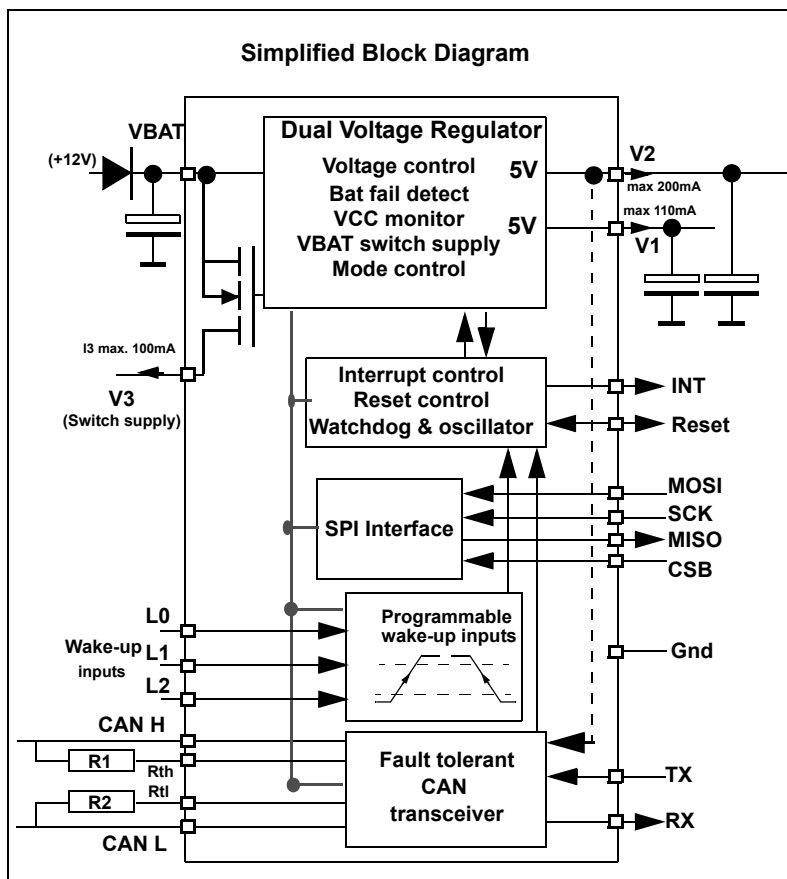 Simplified Block Diagram
VBAT
(+12V)
Dual Voltage Regulator
Voltage control
Bat fail detect
VCC monitor
VBAT switch supply
Mode control
5V
5V
V2
max 200mA
max 110mA
V1
I3 max. 100mA
V3
(Switch supply)
Interrupt control
Reset control
Watchdog & oscillator
INT
Reset
SPI Interface
MOSI
SCK
MISO
CSB
L0
Wake-up
inputs
L1
L2
Programmable
wake-up inputs
Gnd
CAN H
R1
Rth
Rtl
R2
CAN L
Fault tolerant
CAN
transceiver
TX
RX